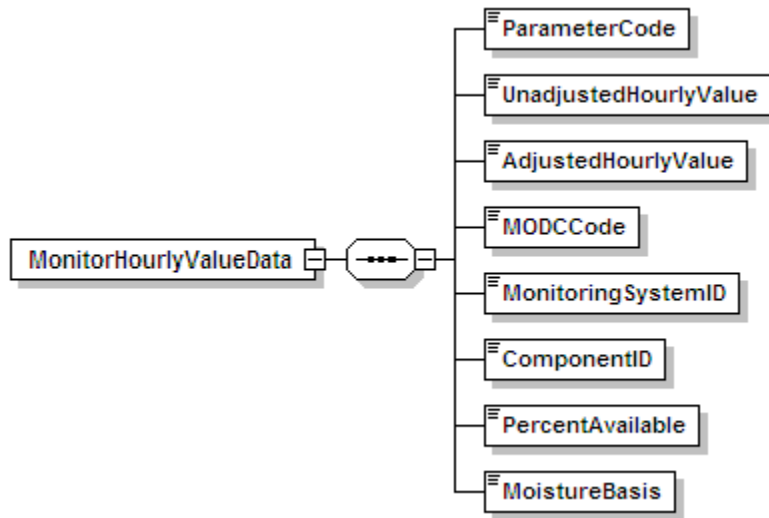 ParameterCode
UnadjustedHourlyValue
AdjustedHourlyValue
MODCCode
MonitorHourlyValueData
MonitoringSystemID
ComponentID
PercentAvailable
MoistureBasis